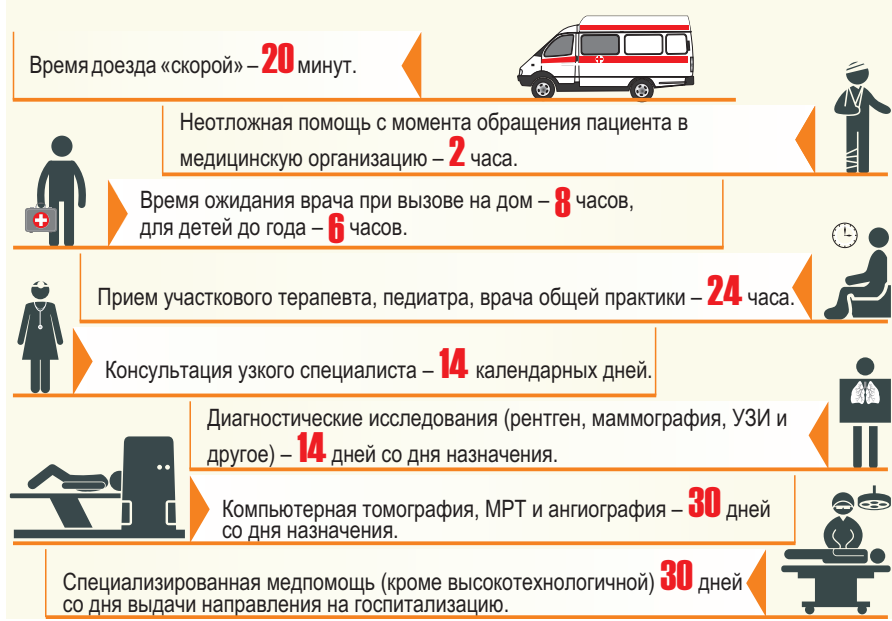 Время доезда «скорой» – 20 минут.
Неотложная помощь с момента обращения пациента в
медицинскую организацию – 2 часа.
Время ожидания врача при вызове на дом – 8 часов,
для детей до года – 6 часов.
Прием участкового терапевта, педиатра, врача общей практики – 24 часа.
Консультация узкого специалиста – 14 календарных дней.
Диагностические исследования (рентген, маммография, УЗИ и
другое) – 14 дней со дня назначения.
Компьютерная томография, МРТ и ангиография – 30 дней
со дня назначения.
Специализированная медпомощь (кроме высокотехнологичной) 30 дней
со дня выдачи направления на госпитализацию.